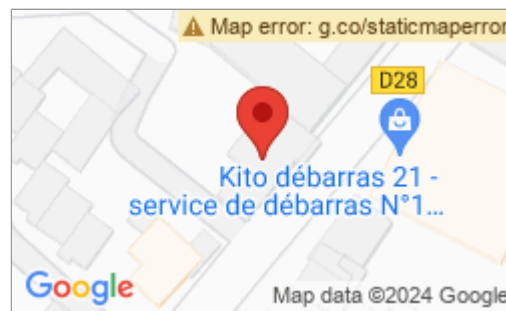 ⚠ Map error: g.co/staticmaperror
D28
Kito débarras 21 -
service de débarras N°1...
Google
Map data ©2024 Google